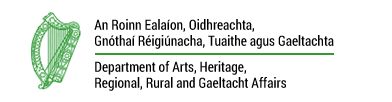 An Roinn Ealaíon, Oidhreachta,
Gnóthaí Réigiúnacha, Tuaithe agus Gaeltachta
Department of Arts, Heritage,
Regional, Rural and Gaeltacht Affairs